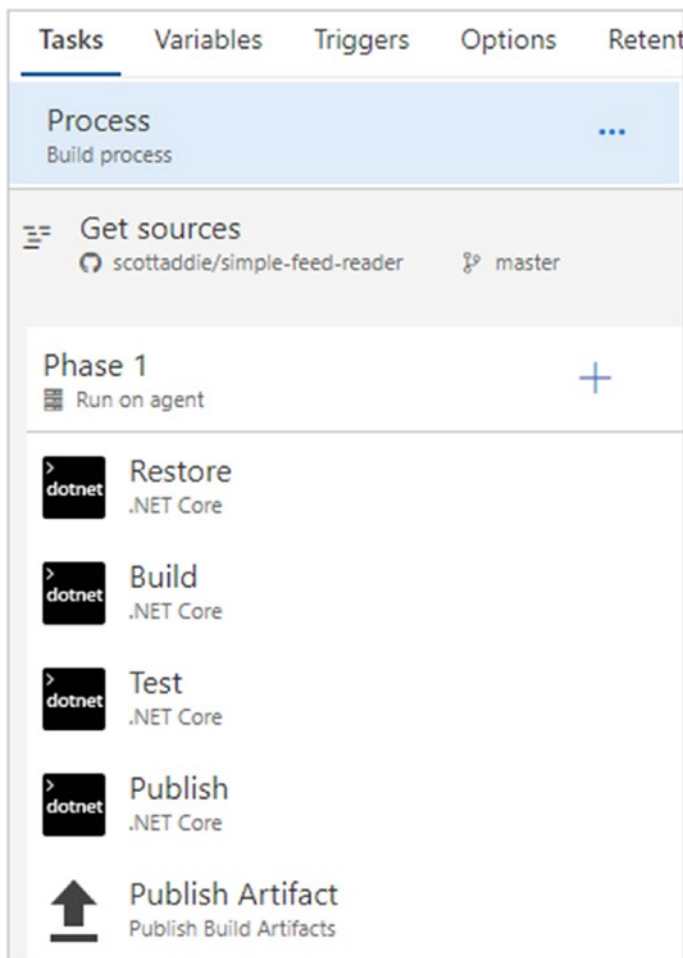 Tasks Variables Triggers Options Retent
Process
Build process
Get sources
scottaddie/simple-feed-reader master
Phase 1
Run on agent
>
dotnet
Restore
.NET Core
>
dotnet
Build
.NET Core
>
dotnet
Test
.NET Core
>
dotnet
Publish
.NET Core
Publish Artifact
Publish Build Artifacts